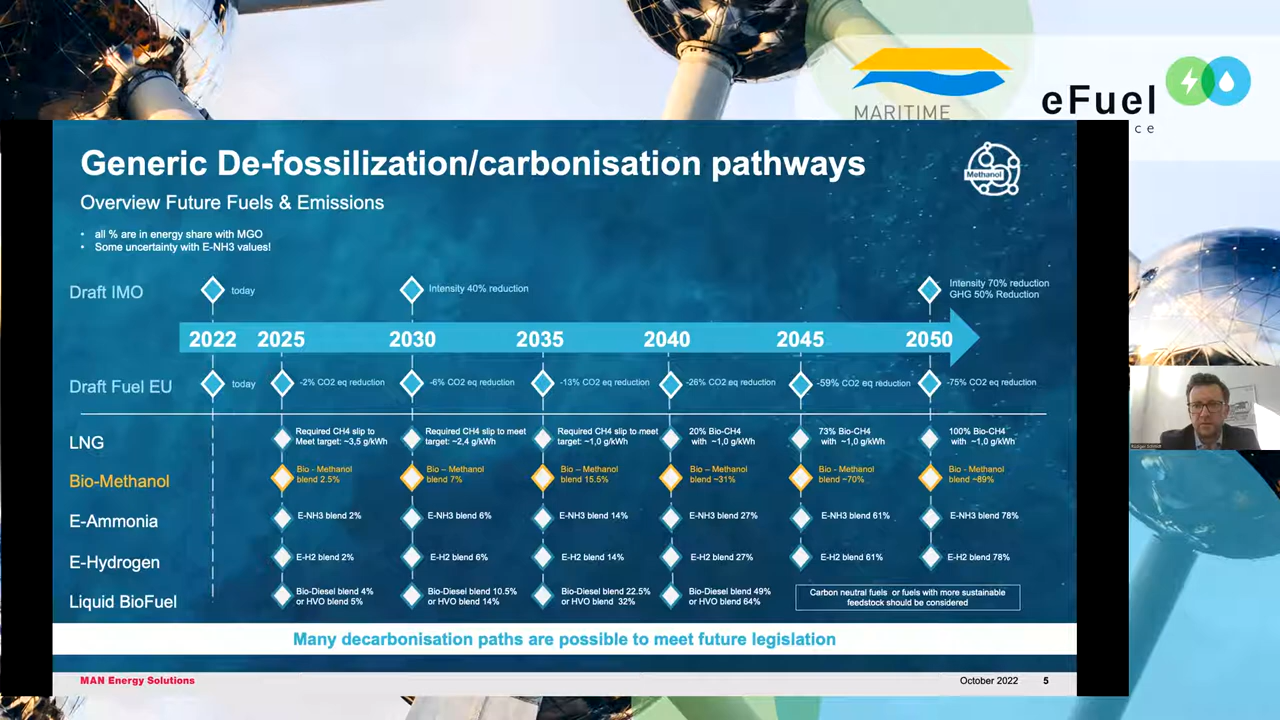 MARITIME
eFuel
ce
Generic De-fossilization/carbonisation pathways
Methanol
Overview Future Fuels & Emissions
• all % are in energy share with MGO
• Some uncertainty with E-NH3 values!
Draft IMO
today
Intensity 40% reduction
Intensity 70% reduction
GHG 50% Reduction
2022 2025 2030 2035 2040 2045 2050
Draft Fuel EU
today
-2% CO2 eq reduction
-6% CO2 eq reduction
-13% CO2 eq reduction
-26% CO2 eq reduction
-59% CO2 eq reduction
-75% CO2 eq reduction
LNG
Required CH4 slip to
Meet target: ~3,5 g/kWh
Required CH4 slip to meet
target: ~2,4 g/kWh
Required CH4 slip to meet
target: ~1,0 g/kWh
20% Bio-CH4
with ~1,0 g/kWh
73% Bio-CH4
with ~1,0 g/kWh
100% Bio-CH4
with ~1,0 g/kWh
Bio-Methanol
Bio - Methanol
blend 2.5%
Bio – Methanol
blend 7%
Bio – Methanol
blend 15.5%
Bio – Methanol
blend ~31%
Bio - Methanol
blend ~70%
Bio - Methanol
blend ~89%
E-Ammonia
E-NH3 blend 2%
E-NH3 blend 6%
E-NH3 blend 14%
E-NH3 blend 27%
E-NH3 blend 61%
E-NH3 blend 78%
E-Hydrogen
E-H2 blend 2%
E-H2 blend 6%
E-H2 blend 14%
E-H2 blend 27%
E-H2 blend 61%
E-H2 blend 78%
Liquid BioFuel
Bio-Diesel blend 4%
or HVO blend 5%
Bio-Diesel blend 10.5%
or HVO blend 14%
Bio-Diesel blend 22.5%
or HVO blend 32%
Bio-Diesel blend 49%
or HVO blend 64%
Carbon neutral fuels or fuels with more sustainable
feedstock should be considered
Many decarbonisation paths are possible to meet future legislation
MAN Energy Solutions
October 2022 5